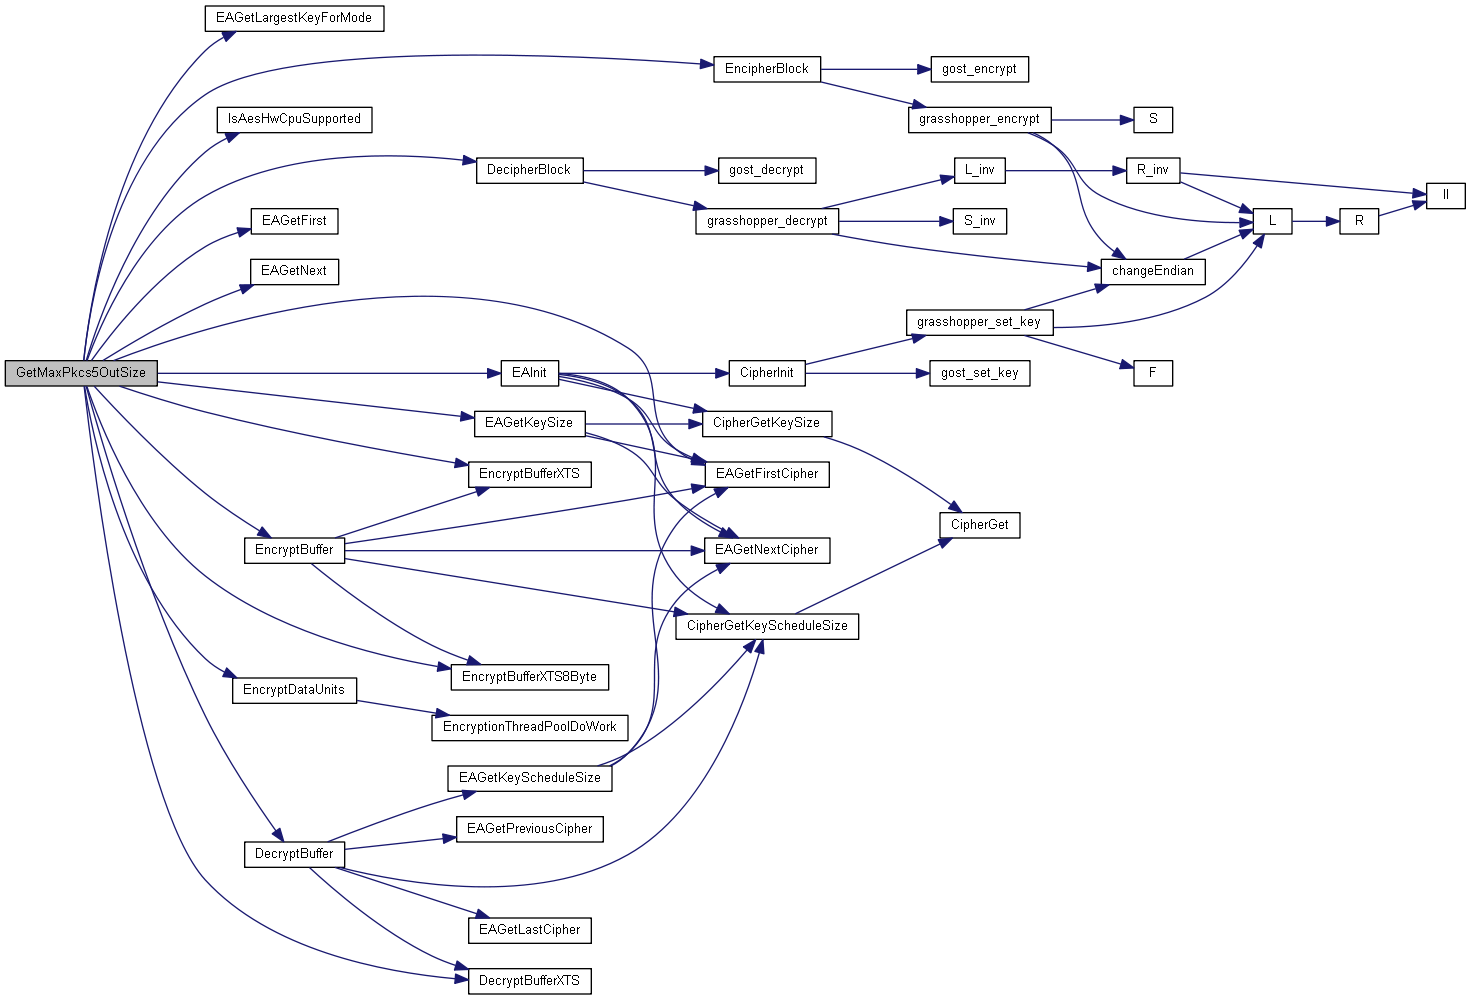 EAGetLargestKeyForMode
EncipherBlock
gost_encrypt
IsAesHwCpuSupported
grasshopper_encrypt
S
DecipherBlock
gost_decrypt
L_inv
R_inv
ll
EAGetFirst
grasshopper_decrypt
S_inv
L
R
EAGetNext
changeEndian
grasshopper_set_key
GetMaxPkcs5OutSize
EAInit
CipherInit
gost_set_key
F
EAGetKeySize
CipherGetKeySize
EncryptBufferXTS
EAGetFirstCipher
CipherGet
EncryptBuffer
EAGetNextCipher
CipherGetKeyScheduleSize
EncryptBufferXTS8Byte
EncryptDataUnits
EncryptionThreadPoolDoWork
EAGetKeyScheduleSize
EAGetPreviousCipher
DecryptBuffer
EAGetLastCipher
DecryptBufferXTS